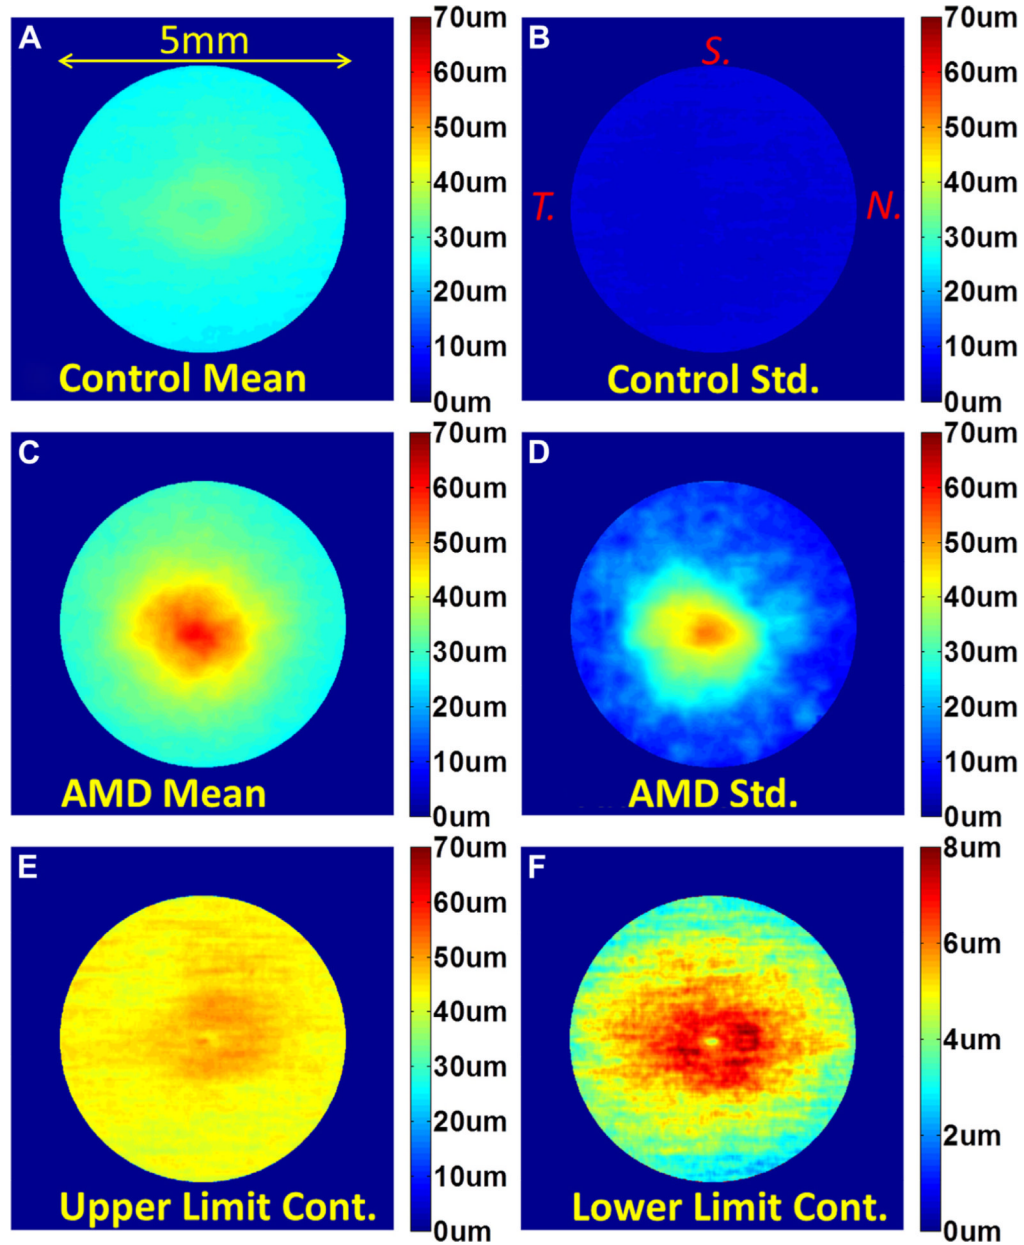 A
5mm
70um
60um
50um
40um
30um
20um
10um
0um
Control Mean
B
S.
T.
N.
70um
60um
50um
40um
30um
20um
10um
0um
Control Std.
C
70um
60um
50um
40um
30um
20um
10um
0um
AMD Mean
D
70um
60um
50um
40um
30um
20um
10um
0um
AMD Std.
E
70um
60um
50um
40um
30um
20um
10um
0um
Upper Limit Cont.
F
8um
6um
4um
2um
0um
Lower Limit Cont.